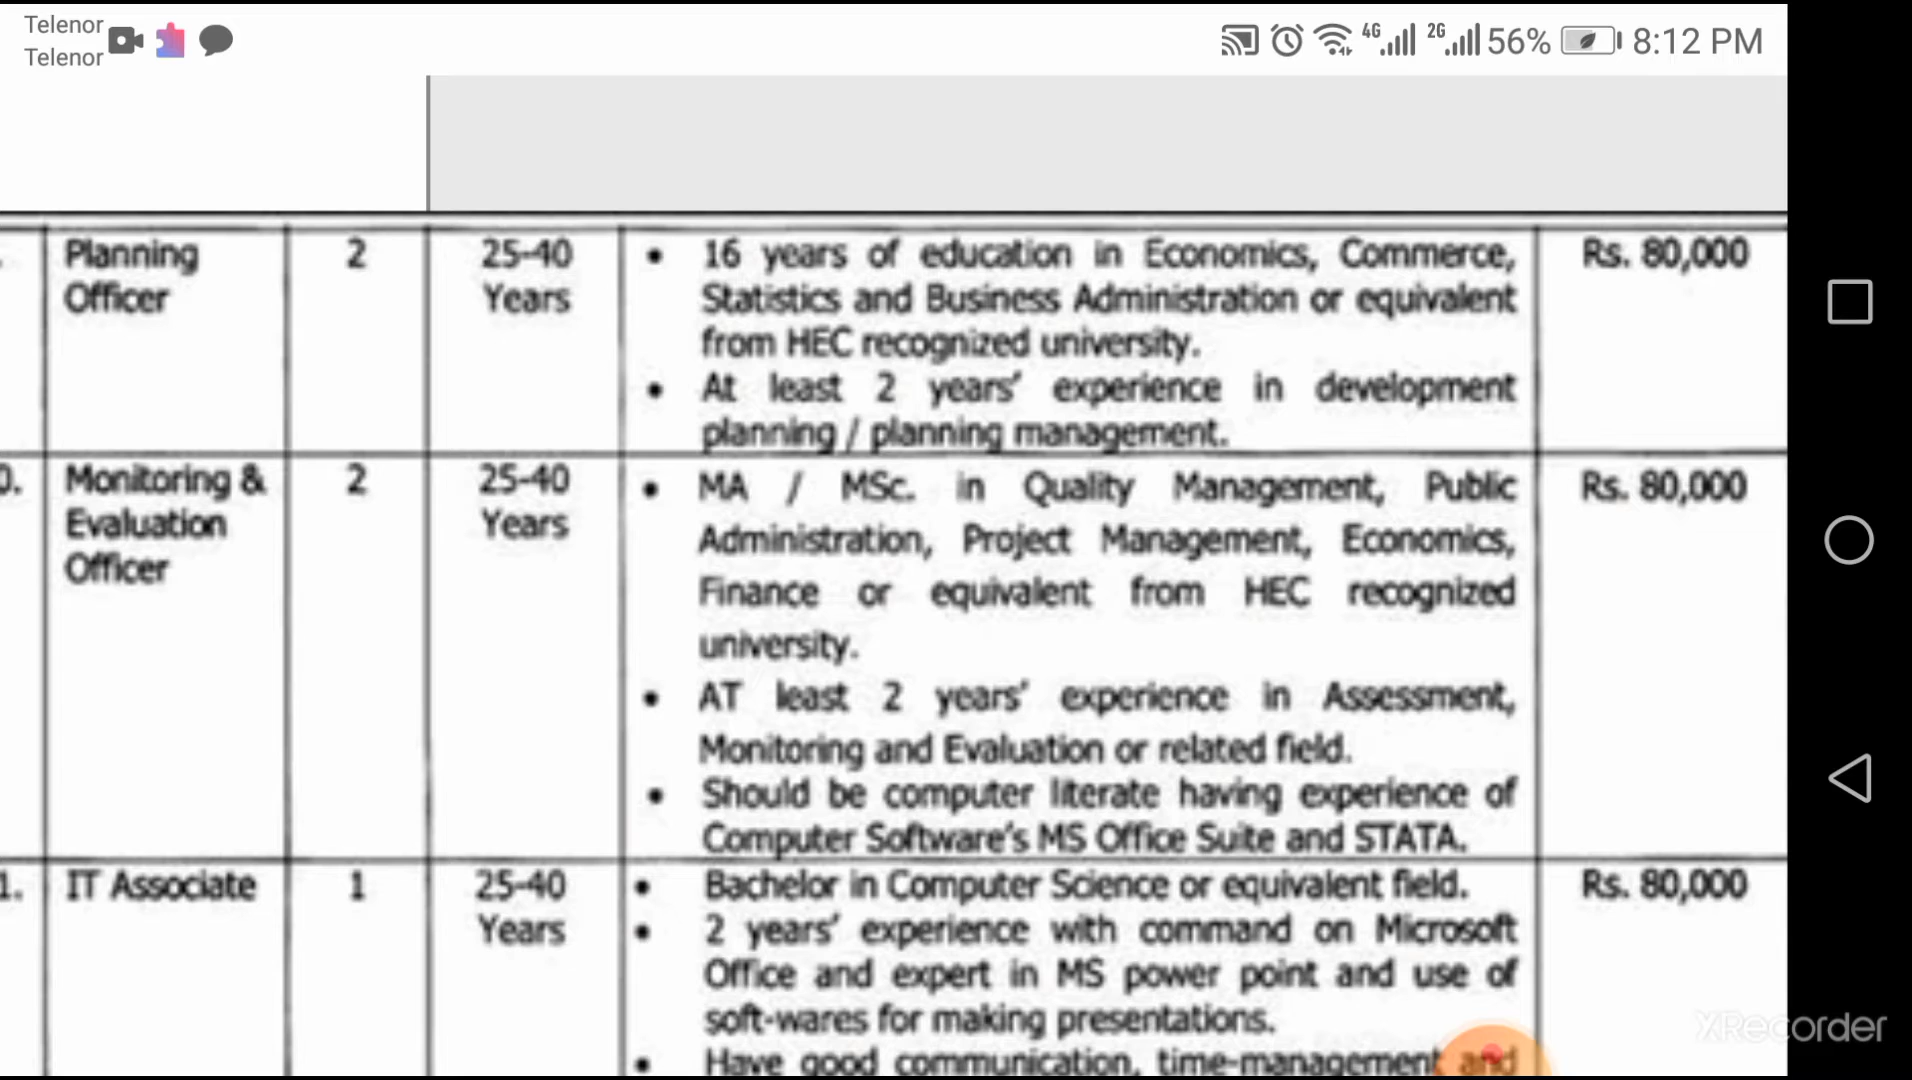 Telenor
Telenor
4G 2G 56% 8:12 PM
Planning 2 25-40 • 16 years of education in Economics, Commerce, Rs. 80,000
Officer Years Statistics and Business Administration or equivalent
from HEC recognized university.
• At least 2 years' experience in development
planning / planning management.
0. Monitoring & 2 25-40 • MA / MSc. in Quality Management, Public Rs. 80,000
Evaluation Years Administration, Project Management, Economics,
Officer Finance or equivalent from HEC recognized
university.
• AT least 2 years' experience in Assessment,
Monitoring and Evaluation or related field.
• Should be computer literate having experience of
Computer Software's MS Office Suite and STATA.
1. IT Associate 1 25-40 • Bachelor in Computer Science or equivalent field. Rs. 80,000
Years • 2 years' experience with command on Microsoft
Office and expert in MS power point and use of
soft-wares for making presentations.
• Have good communication, time-management and
XRecorder